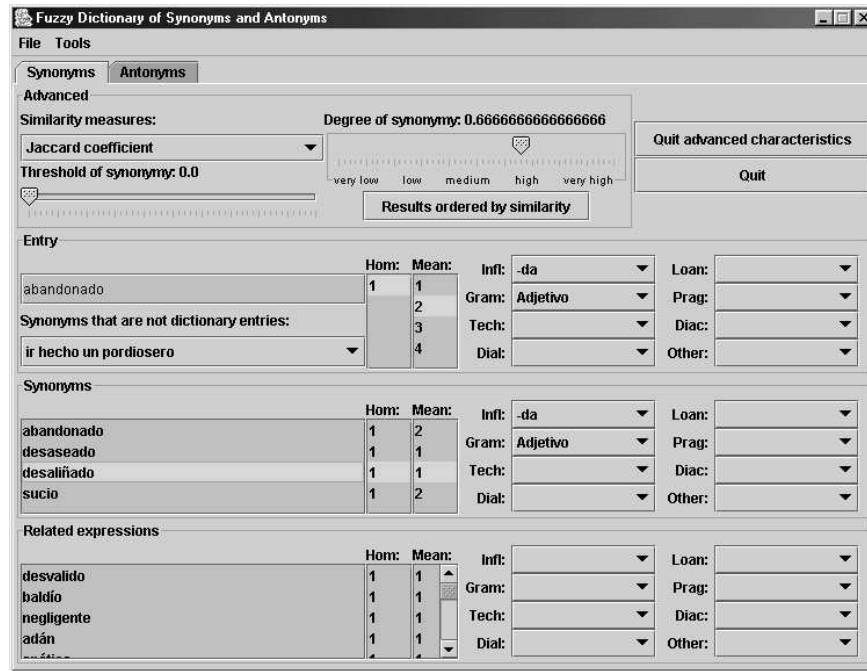 Fuzzy Dictionary of Synonyms and Antonyms
File Tools
Synonyms Antonyms
Advanced
Similarity measures:
Degree of synonymy: 0.6666666666666666
Jaccard coefficient
Quit advanced characteristics
Threshold of synonymy: 0.0
very low low medium high very high
Quit
Results ordered by similarity
Entry
Hom: Mean:
abandonado
1 1
2
3
4
Infl: -da Loan:
Gram: Adjetivo Prag:
Tech: Diac:
Dial: Other:
Synonyms that are not dictionary entries:
ir hecho un pordiosero
Synonyms
Hom: Mean:
abandonado 1 2
desaseado 1 1
desaliñado 1 1
sucio 1 2
Infl: -da Loan:
Gram: Adjetivo Prag:
Tech: Diac:
Dial: Other:
Related expressions
Hom: Mean:
desvalido 1 1
baldío 1 1
negligente 1 1
adán 1 1
Infl: Loan:
Gram: Prag:
Tech: Diac:
Dial: Other: